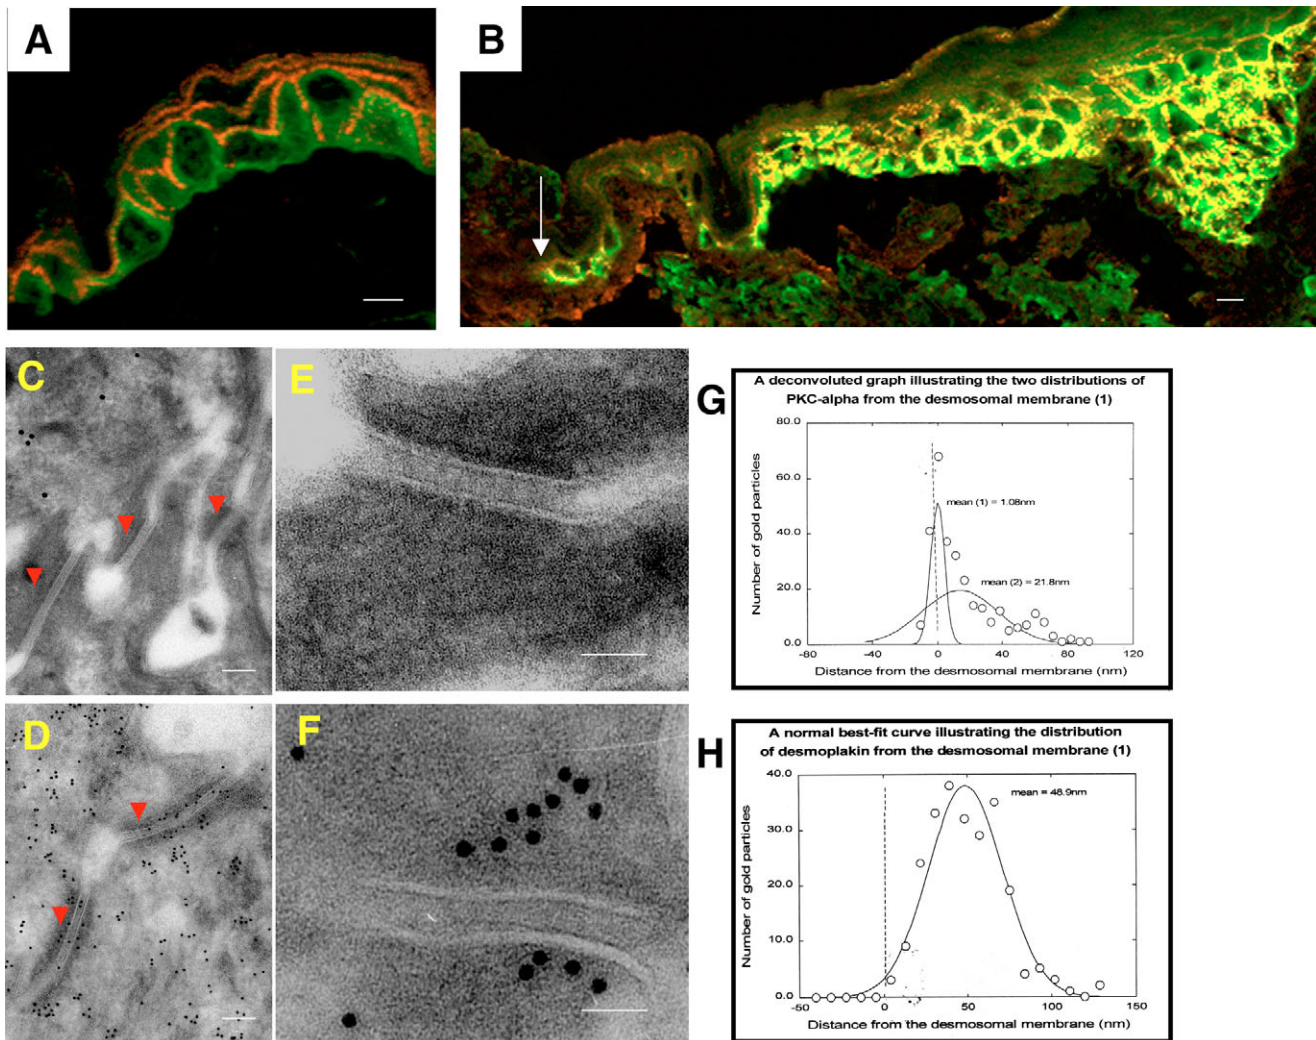 A
B
C
E
D
F
G
A deconvoluted graph illustrating the two distributions of
PKC-alpha from the desmosomal membrane (1)
80.0
60.0
40.0
20.0
0.0
Number of gold particles
mean (1) = 1.08nm
mean (2) = 21.8nm
-80
-40
0
40
80
120
Distance from the desmosomal membrane (nm)
H
A normal best-fit curve illustrating the distribution
of desmoplakin from the desmosomal membrane (1)
40.0
30.0
20.0
10.0
0.0
Number of gold particles
mean = 48.9nm
-50
0
50
100
150
Distance from the desmosomal membrane (nm)